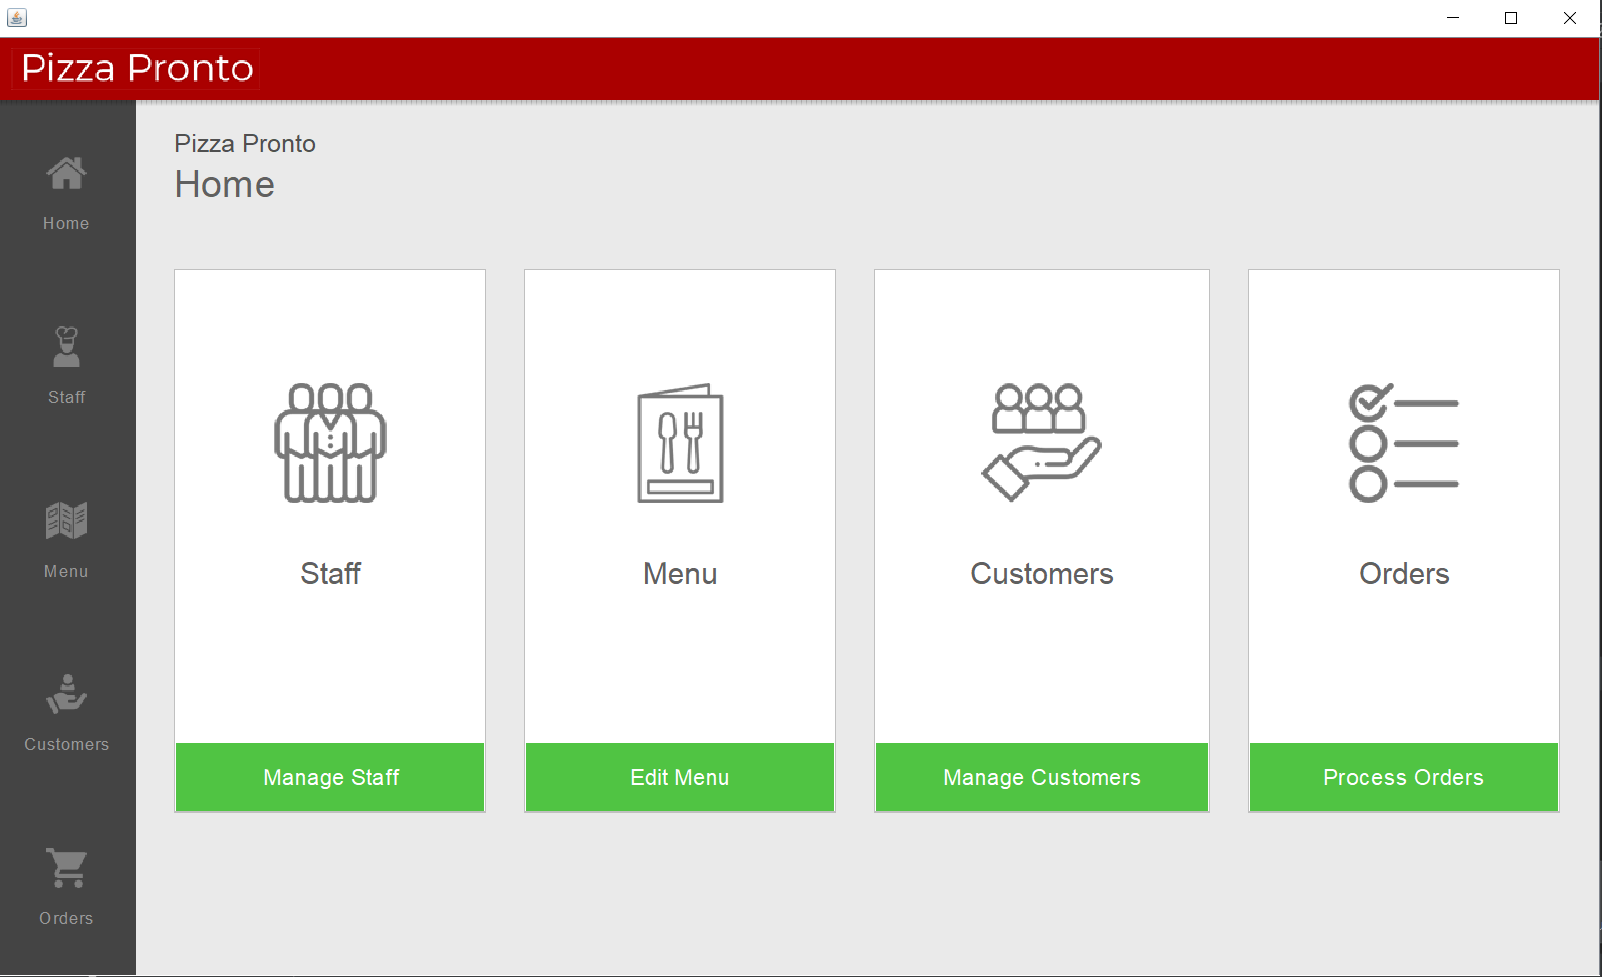 Pizza Pronto
Home
Staff
Menu
Customers
Orders
Pizza Pronto
Home
Staff
Manage Staff
Menu
Edit Menu
Customers
Manage Customers
Orders
Process Orders